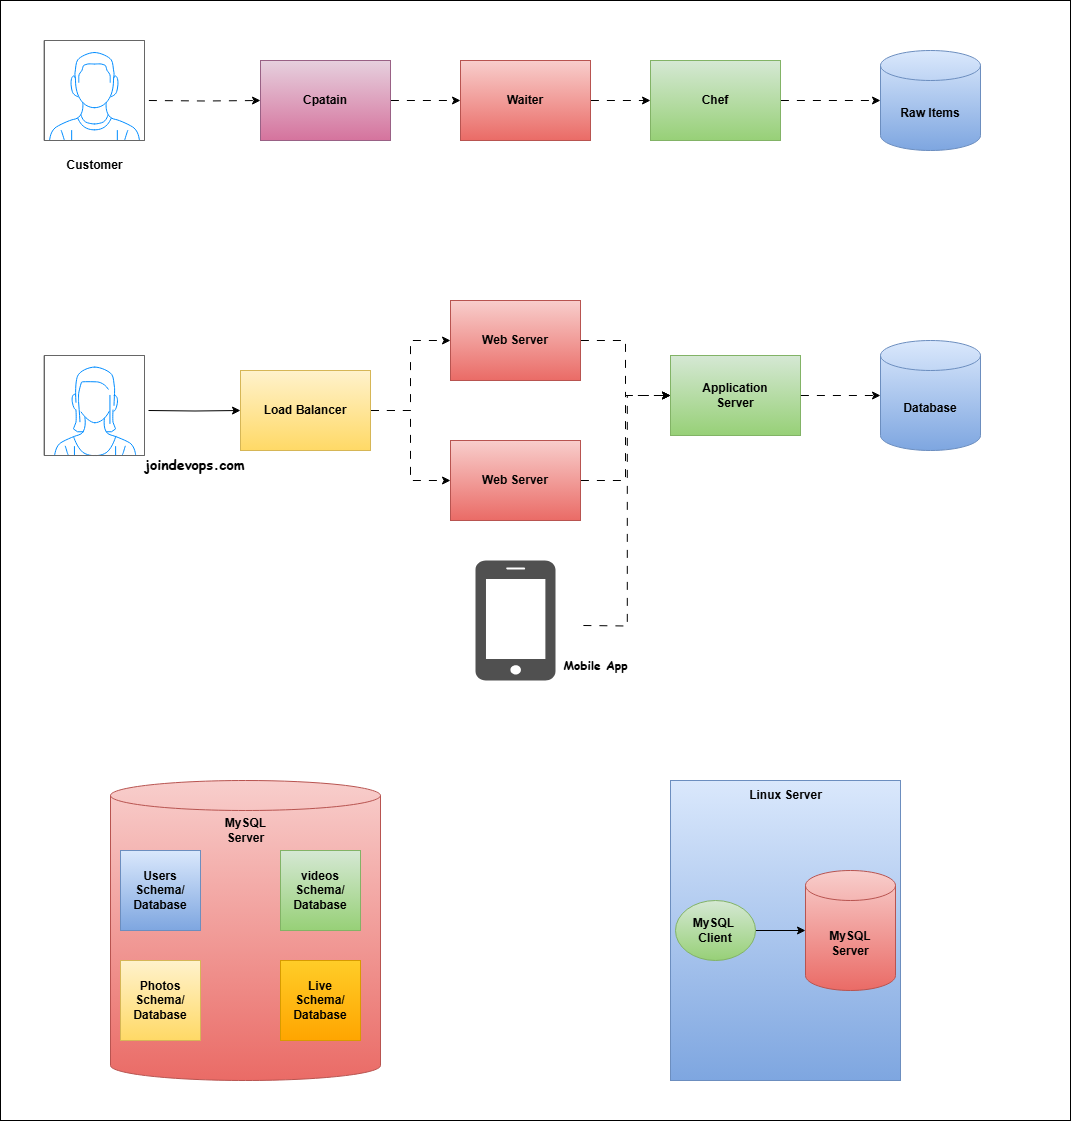 Cpatain
Waiter
Chef
Raw Items
Customer
Web Server
Load Balancer
Application
Server
Database
joindevops.com
Web Server
Mobile App
MySQL
Server
Users
Schema/
Database
videos
Schema/
Database
Photos
Schema/
Database
Live
Schema/
Database
Linux Server
MySQL
Client
MySQL
Server